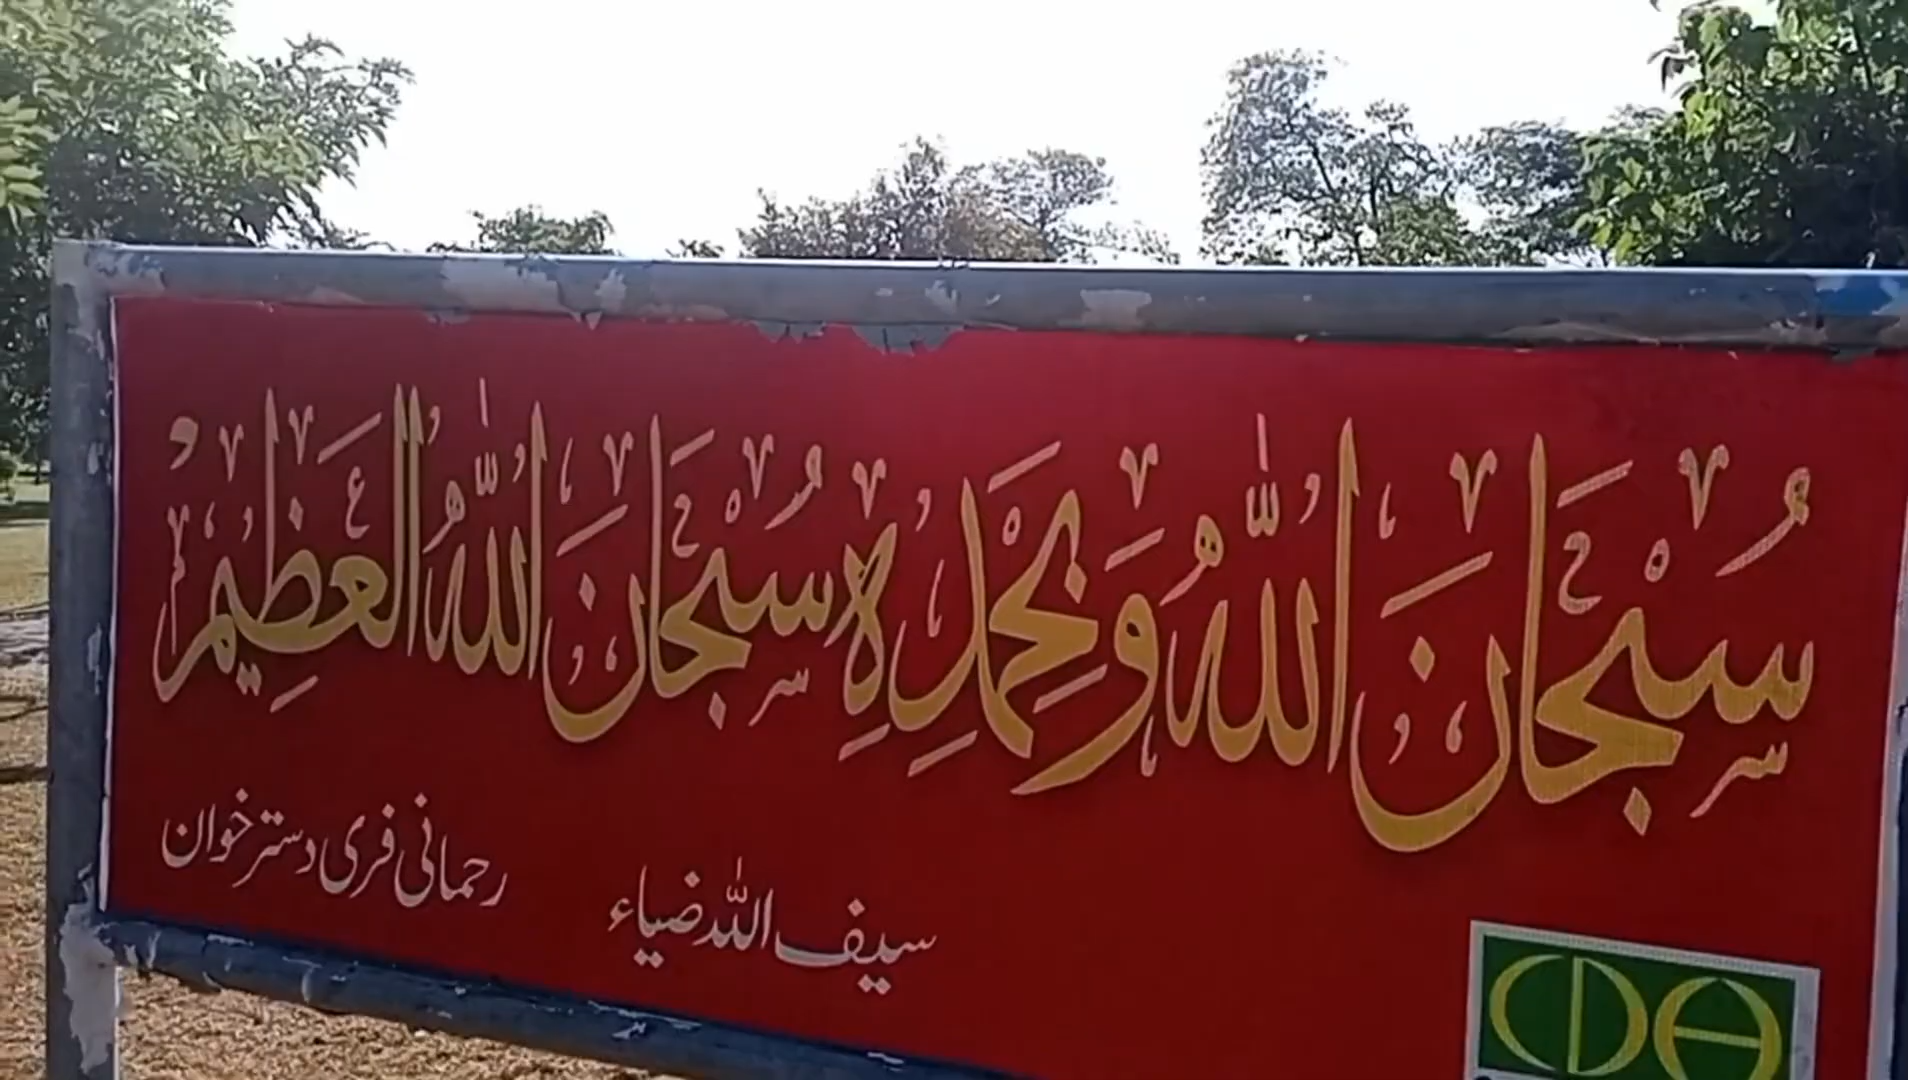 سُبْحَانَ اللّٰهِ وَبِحَمْدِهِ سُبْحَانَ اللّٰهِ الْعَظِيْمِ
رحمانی فری دسترخوان
سیف اللہ ضیاء
CDA